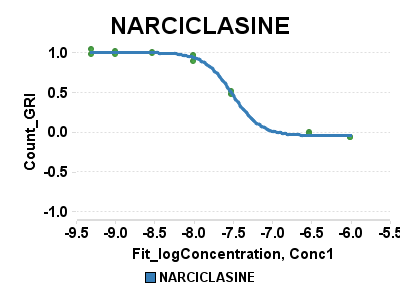 NARCICLASINE
Count_GRI
1.0
0.5
0.0
-0.5
-1.0
-9.5 -9.0 -8.5 -8.0 -7.5 -7.0 -6.5 -6.0 -5.5
Fit_logConcentration, Conc1
NARCICLASINE